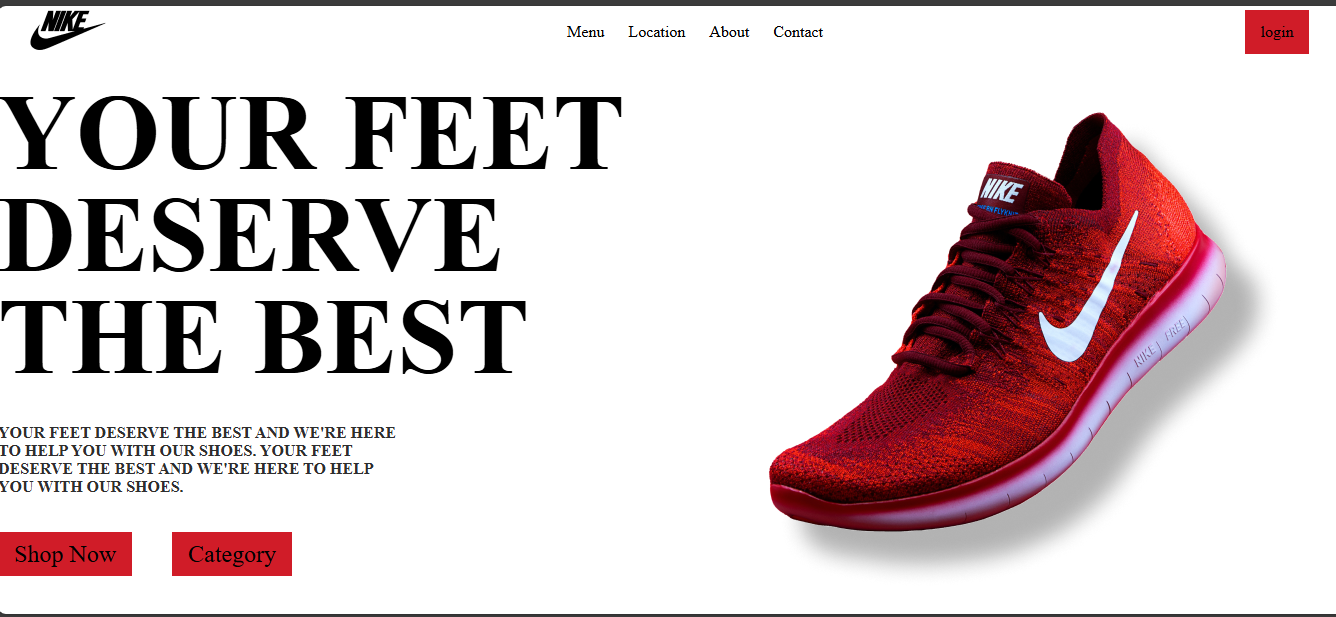 NIKE
Menu Location About Contact
login
YOUR FEET
DESERVE
THE BEST
NIKE
NIKE FREE
YOUR FEET DESERVE THE BEST AND WE'RE HERE
TO HELP YOU WITH OUR SHOES. YOUR FEET
DESERVE THE BEST AND WE'RE HERE TO HELP
YOU WITH OUR SHOES.
Shop Now Category